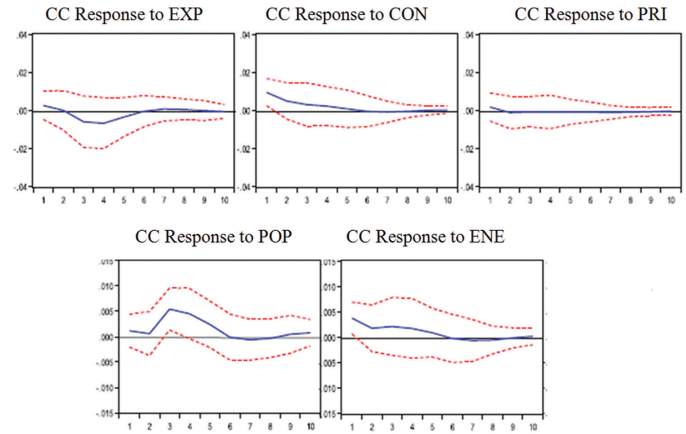 CC Response to EXP
CC Response to CON
CC Response to PRI
.04
.02
.00
-.02
-.04
1 2 3 4 5 6 7 8 9 10
.04
.02
.00
-.02
-.04
1 2 3 4 5 6 7 8 9 10
.04
.02
.00
-.02
-.04
1 2 3 4 5 6 7 8 9 10
CC Response to POP
CC Response to ENE
.015
.010
.005
.000
-.005
-.010
-.015
1 2 3 4 5 6 7 8 9 10
.015
.010
.005
.000
.005
.010
.015
1 2 3 4 5 6 7 8 9 10